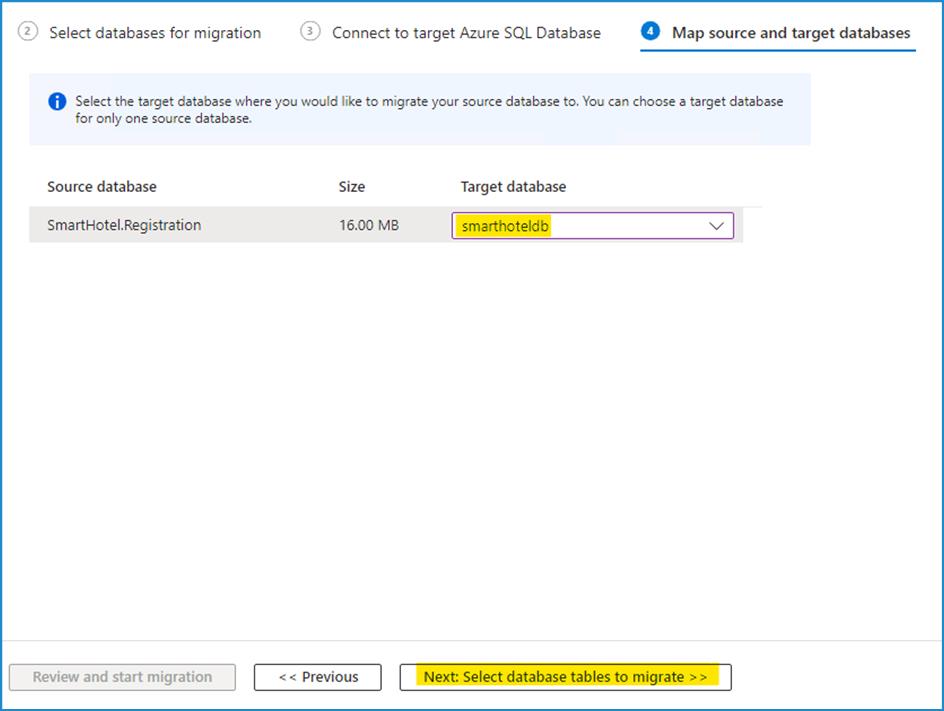 2 Select databases for migration 3 Connect to target Azure SQL Database 4 Map source and target databases
i Select the target database where you would like to migrate your source database to. You can choose a target database
for only one source database.
Source database Size Target database
SmartHotel.Registration 16.00 MB smarthoteldb
Review and start migration << Previous Next: Select database tables to migrate >>